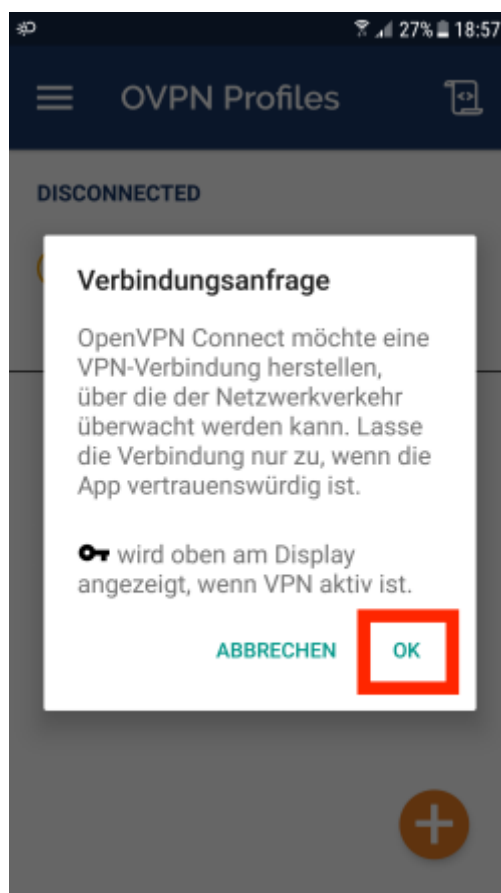 27% 18:57
OVPN Profiles
DISCONNECTED
Verbindungsanfrage
OpenVPN Connect möchte eine
VPN-Verbindung herstellen,
über die der Netzwerkverkehr
überwacht werden kann. Lasse
die Verbindung nur zu, wenn die
App vertrauenswürdig ist.
wird oben am Display
angezeigt, wenn VPN aktiv ist.
ABBRECHEN OK